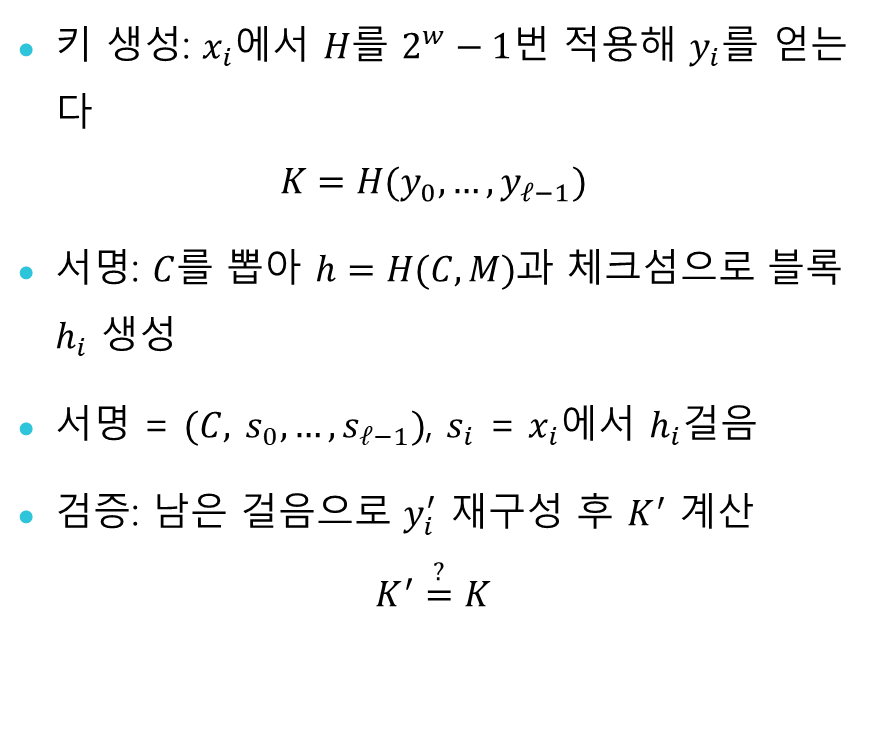 • 키 생성: $x_i$에서 $H$를 $2^w - 1$번 적용해 $y_i$를 얻는
다
$K = H(y_0, \ldots, y_{\ell-1})$
• 서명: $C$를 뽑아 $h = H(C, M)$과 체크섬으로 블록
$h_i$ 생성
• 서명 = $(C, s_0, \ldots, s_{\ell-1})$, $s_i$ = $x_i$에서 $h_i$걸음
• 검증: 남은 걸음으로 $y_i'$ 재구성 후 $K'$ 계산
$K' \stackrel{?}{=} K$